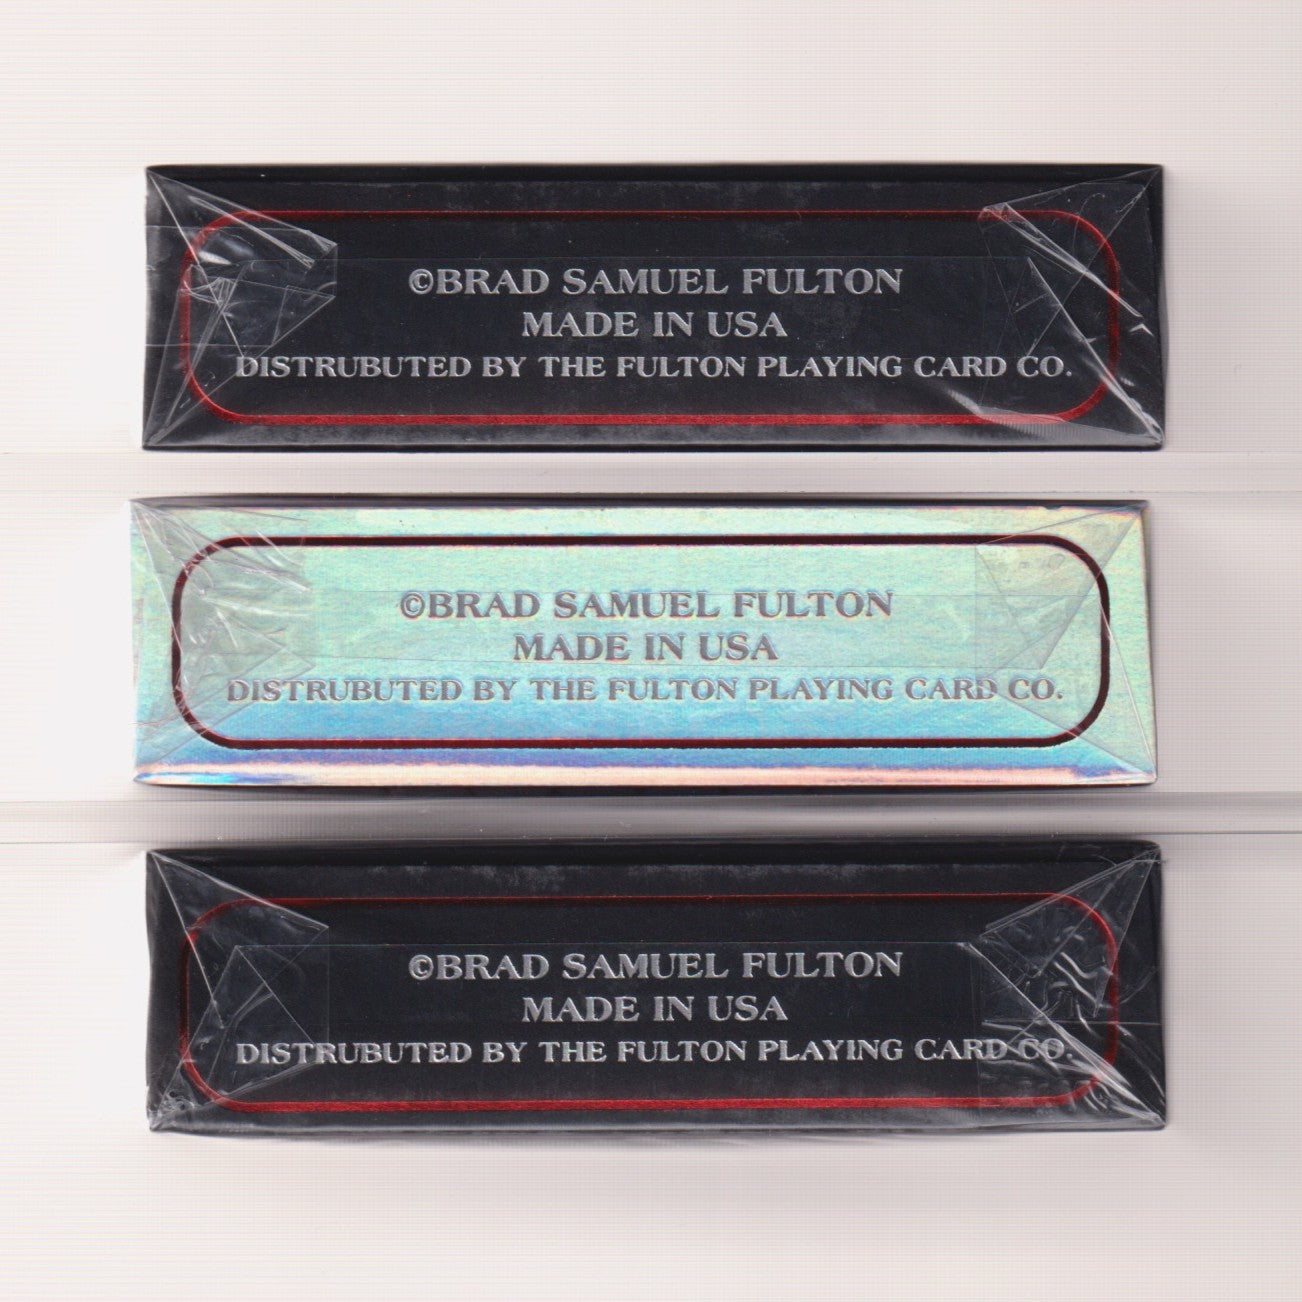 ©BRAD SAMUEL FULTON
MADE IN USA
DISTRUBUTED BY THE FULTON PLAYING CARD CO.
©BRAD SAMUEL FULTON
MADE IN USA
DISTRUBUTED BY THE FULTON PLAYING CARD CO.
©BRAD SAMUEL FULTON
MADE IN USA
DISTRUBUTED BY THE FULTON PLAYING CARD CO.